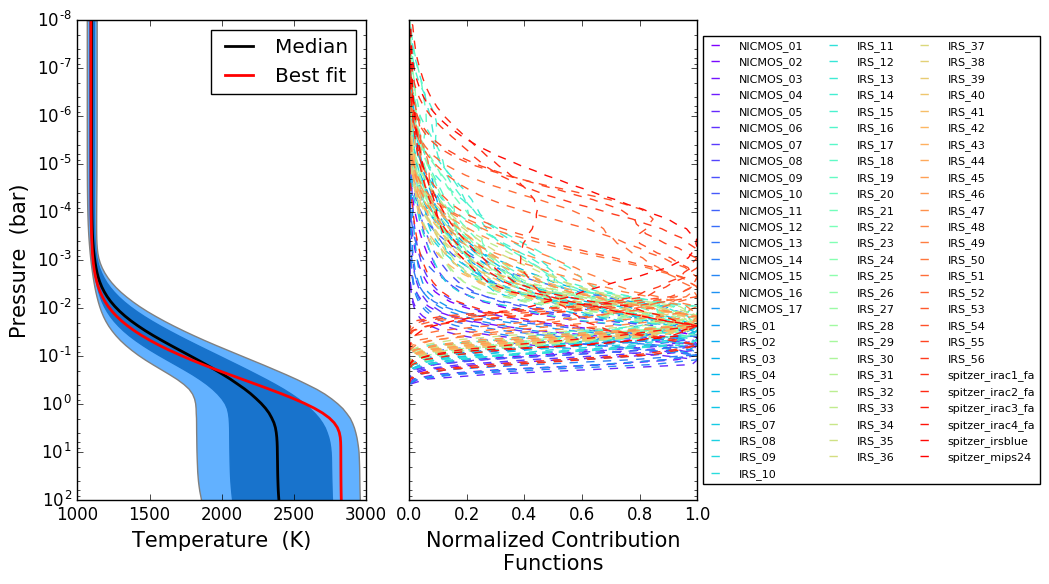 10^-8
10^-7
10^-6
10^-5
10^-4
10^-3
10^-2
10^-1
10^0
10^1
10^2
Pressure (bar)
Median
Best fit
1000 1500 2000 2500 3000
Temperature (K)
0.0 0.2 0.4 0.6 0.8 1.0
Normalized Contribution
Functions
NICMOS_01
NICMOS_02
NICMOS_03
NICMOS_04
NICMOS_05
NICMOS_06
NICMOS_07
NICMOS_08
NICMOS_09
NICMOS_10
NICMOS_11
NICMOS_12
NICMOS_13
NICMOS_14
NICMOS_15
NICMOS_16
NICMOS_17
IRS_01
IRS_02
IRS_03
IRS_04
IRS_05
IRS_06
IRS_07
IRS_08
IRS_09
IRS_10
IRS_11
IRS_12
IRS_13
IRS_14
IRS_15
IRS_16
IRS_17
IRS_18
IRS_19
IRS_20
IRS_21
IRS_22
IRS_23
IRS_24
IRS_25
IRS_26
IRS_27
IRS_28
IRS_29
IRS_30
IRS_31
IRS_32
IRS_33
IRS_34
IRS_35
IRS_36
IRS_37
IRS_38
IRS_39
IRS_40
IRS_41
IRS_42
IRS_43
IRS_44
IRS_45
IRS_46
IRS_47
IRS_48
IRS_49
IRS_50
IRS_51
IRS_52
IRS_53
IRS_54
IRS_55
IRS_56
spitzer_irac1_fa
spitzer_irac2_fa
spitzer_irac3_fa
spitzer_irac4_fa
spitzer_irsblue
spitzer_mips24